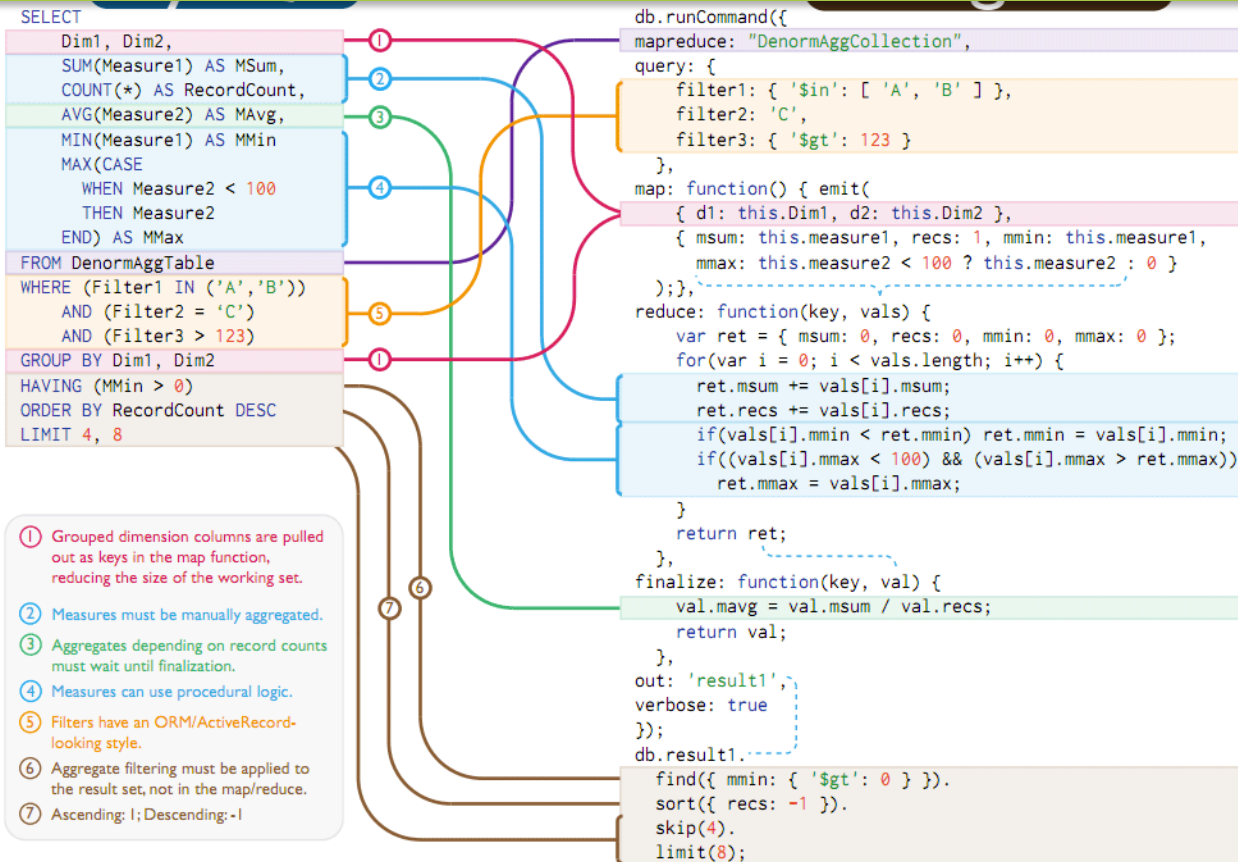 SELECT
Dim1, Dim2,
SUM(Measure1) AS MSum,
COUNT(*) AS RecordCount,
AVG(Measure2) AS MAvg,
MIN(Measure1) AS MMin
MAX(CASE
WHEN Measure2 < 100
THEN Measure2
END) AS MMax
FROM DenormAggTable
WHERE (Filter1 IN ('A','B'))
AND (Filter2 = ‘C’)
AND (Filter3 > 123)
GROUP BY Dim1, Dim2
HAVING (MMin > 0)
ORDER BY RecordCount DESC
LIMIT 4, 8
1
2
3
4
5
1
6
7
1 Grouped dimension columns are pulled
out as keys in the map function,
reducing the size of the working set.
2 Measures must be manually aggregated.
3 Aggregates depending on record counts
must wait until finalization.
4 Measures can use procedural logic.
5 Filters have an ORM/ActiveRecord-
looking style.
6 Aggregate filtering must be applied to
the result set, not in the map/reduce.
7 Ascending: 1; Descending: -1
db.runCommand({
mapreduce: "DenormAggCollection",
query: {
filter1: { '$in': [ 'A', 'B' ] },
filter2: 'C',
filter3: { '$gt': 123 }
},
map: function() { emit(
{ d1: this.Dim1, d2: this.Dim2 },
{ msum: this.measure1, recs: 1, mmin: this.measure1,
mmax: this.measure2 < 100 ? this.measure2 : 0 }
);},
reduce: function(key, vals) {
var ret = { msum: 0, recs: 0, mmin: 0, mmax: 0 };
for(var i = 0; i < vals.length; i++) {
ret.msum += vals[i].msum;
ret.recs += vals[i].recs;
if(vals[i].mmin < ret.mmin) ret.mmin = vals[i].mmin;
if((vals[i].mmax < 100) && (vals[i].mmax > ret.mmax))
ret.mmax = vals[i].mmax;
}
return ret;
},
finalize: function(key, val) {
val.mavg = val.msum / val.recs;
return val;
},
out: 'result1',
verbose: true
});
db.result1.
find({ mmin: { '$gt': 0 } }).
sort({ recs: -1 }).
skip(4).
limit(8);